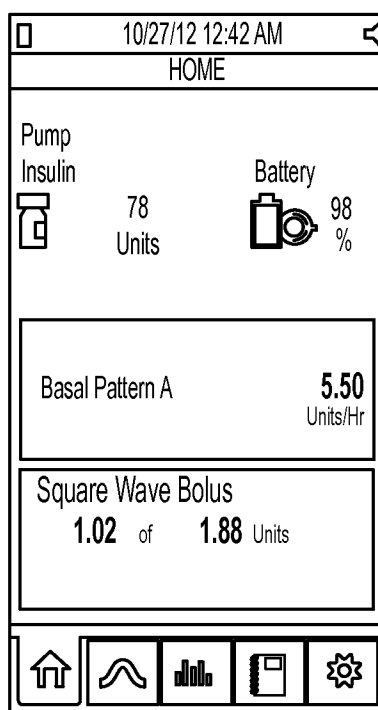 10/27/12 12:42 AM
HOME
Pump
Insulin
78
Units
Battery
98
%
Basal Pattern A 5.50
Units/Hr
Square Wave Bolus
1.02 of 1.88 Units